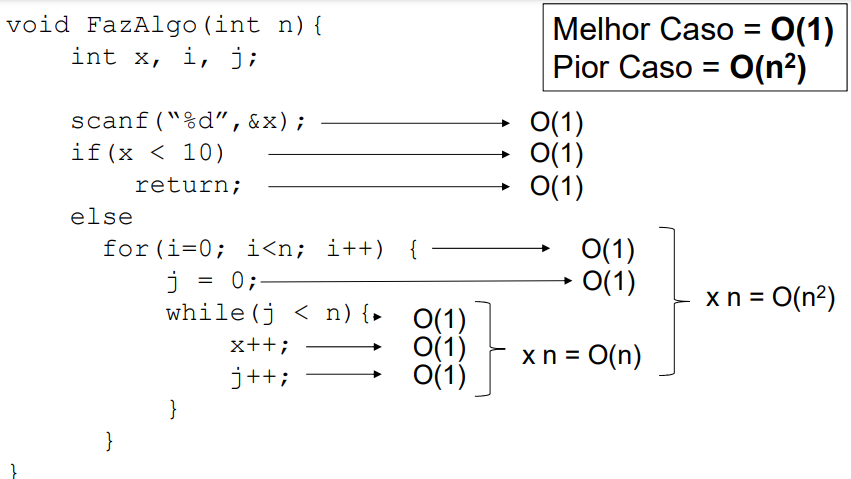 void FazAlgo(int n){
Melhor Caso = O(1)
int x, i, j;
Pior Caso = O(n²)
scanf(“%d”,&x); O(1)
if(x < 10) O(1)
return; O(1)
else
for(i=0; i<n; i++) { O(1)
j = 0; O(1)
x n = O(n²)
while(j < n){ O(1)
x++; O(1)
x n = O(n)
j++; O(1)
}
}
}